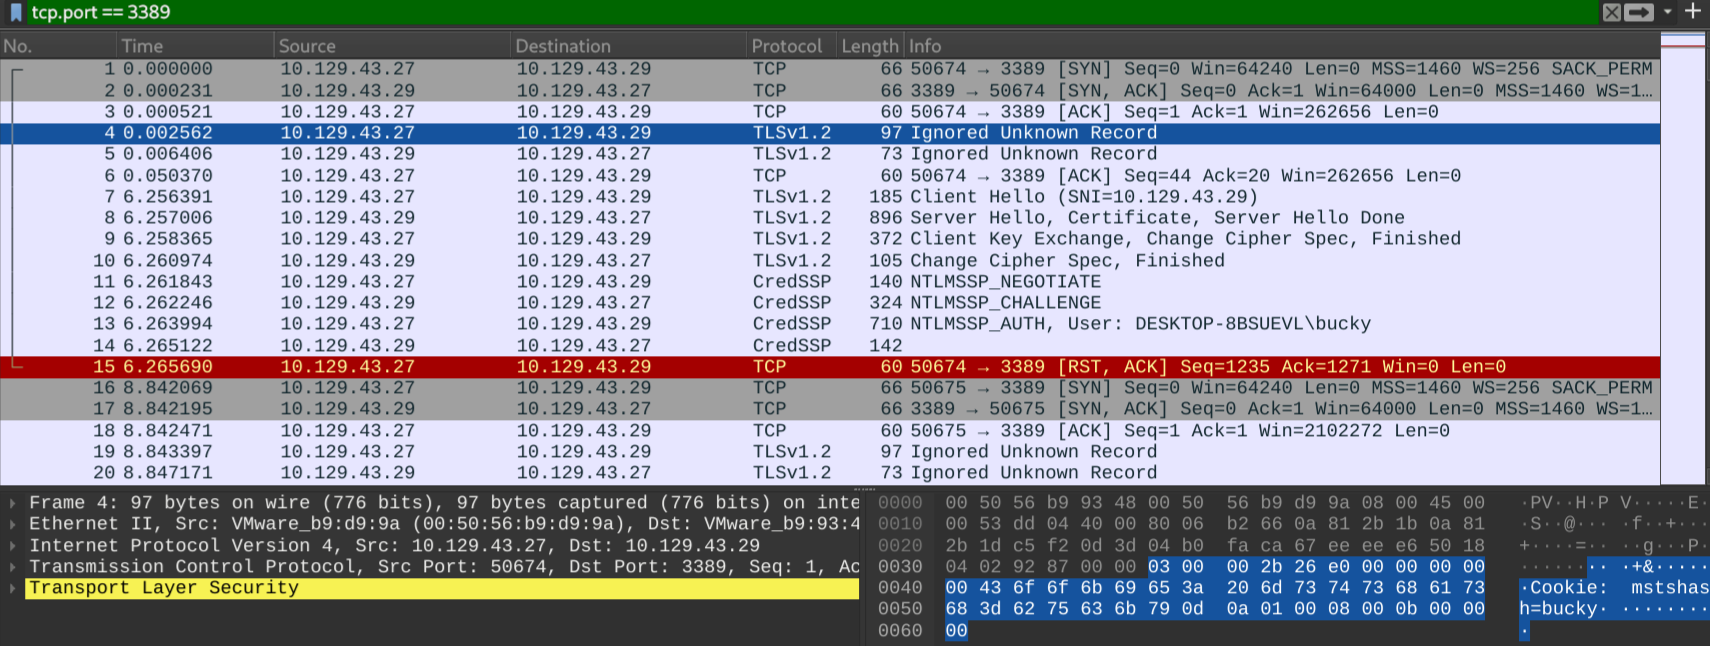 tcp.port == 3389
No. Time Source Destination Protocol Length Info
1 0.000000 10.129.43.27 10.129.43.29 TCP 66 50674 → 3389 [SYN] Seq=0 Win=64240 Len=0 MSS=1460 WS=256 SACK_PERM
2 0.000231 10.129.43.29 10.129.43.27 TCP 66 3389 → 50674 [SYN, ACK] Seq=0 Ack=1 Win=64000 Len=0 MSS=1460 WS=1…
3 0.000521 10.129.43.27 10.129.43.29 TCP 60 50674 → 3389 [ACK] Seq=1 Ack=1 Win=262656 Len=0
4 0.002562 10.129.43.27 10.129.43.29 TLSv1.2 97 Ignored Unknown Record
5 0.006406 10.129.43.29 10.129.43.27 TLSv1.2 73 Ignored Unknown Record
6 0.050370 10.129.43.27 10.129.43.29 TCP 60 50674 → 3389 [ACK] Seq=44 Ack=20 Win=262656 Len=0
7 6.256391 10.129.43.27 10.129.43.29 TLSv1.2 185 Client Hello (SNI=10.129.43.29)
8 6.257006 10.129.43.29 10.129.43.27 TLSv1.2 896 Server Hello, Certificate, Server Hello Done
9 6.258365 10.129.43.27 10.129.43.29 TLSv1.2 372 Client Key Exchange, Change Cipher Spec, Finished
10 6.260974 10.129.43.29 10.129.43.27 TLSv1.2 105 Change Cipher Spec, Finished
11 6.261843 10.129.43.27 10.129.43.29 CredSSP 140 NTLMSSP_NEGOTIATE
12 6.262246 10.129.43.29 10.129.43.27 CredSSP 324 NTLMSSP_CHALLENGE
13 6.263994 10.129.43.27 10.129.43.29 CredSSP 710 NTLMSSP_AUTH, User: DESKTOP-8BSUEVL\bucky
14 6.265122 10.129.43.29 10.129.43.27 CredSSP 142
15 6.265690 10.129.43.27 10.129.43.29 TCP 60 50674 → 3389 [RST, ACK] Seq=1235 Ack=1271 Win=0 Len=0
16 8.842069 10.129.43.27 10.129.43.29 TCP 66 50675 → 3389 [SYN] Seq=0 Win=64240 Len=0 MSS=1460 WS=256 SACK_PERM
17 8.842195 10.129.43.29 10.129.43.27 TCP 66 3389 → 50675 [SYN, ACK] Seq=0 Ack=1 Win=64000 Len=0 MSS=1460 WS=1…
18 8.842471 10.129.43.27 10.129.43.29 TCP 60 50675 → 3389 [ACK] Seq=1 Ack=1 Win=2102272 Len=0
19 8.843397 10.129.43.27 10.129.43.29 TLSv1.2 97 Ignored Unknown Record
20 8.847171 10.129.43.29 10.129.43.27 TLSv1.2 73 Ignored Unknown Record
Frame 4: 97 bytes on wire (776 bits), 97 bytes captured (776 bits) on inte
Ethernet II, Src: VMware_b9:d9:9a (00:50:56:b9:d9:9a), Dst: VMware_b9:93:4
Internet Protocol Version 4, Src: 10.129.43.27, Dst: 10.129.43.29
Transmission Control Protocol, Src Port: 50674, Dst Port: 3389, Seq: 1, Ac
Transport Layer Security
0000 00 50 56 b9 93 48 00 50 56 b9 d9 9a 08 00 45 00 ·PV··H·P V·····E·
0010 00 53 dd 04 40 00 80 06 b2 66 0a 81 2b 1b 0a 81 ·S··@··· ·f··+···
0020 2b 1d c5 f2 0d 3d 04 b0 fa ca 67 ee ee e6 50 18 +····=·· ··g···P·
0030 04 02 92 87 00 00 03 00 00 2b 26 e0 00 00 00 00 ········ ·+&·····
0040 00 43 6f 6f 6b 69 65 3a 20 6d 73 74 73 68 61 73 ·Cookie: mstshas
0050 68 3d 62 75 63 6b 79 0d 0a 01 00 08 00 0b 00 00 h=bucky· ········
0060 00 ·